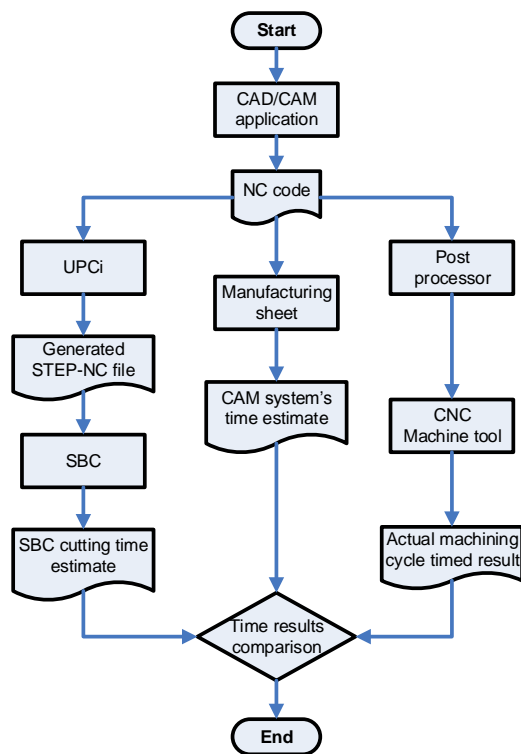 Start
CAD/CAM
application
NC code
UPCi
Generated
STEP-NC file
SBC
SBC cutting time
estimate
Manufacturing
sheet
CAM system's
time estimate
Post
processor
CNC
Machine tool
Actual machining
cycle timed result
Time results
comparison
End